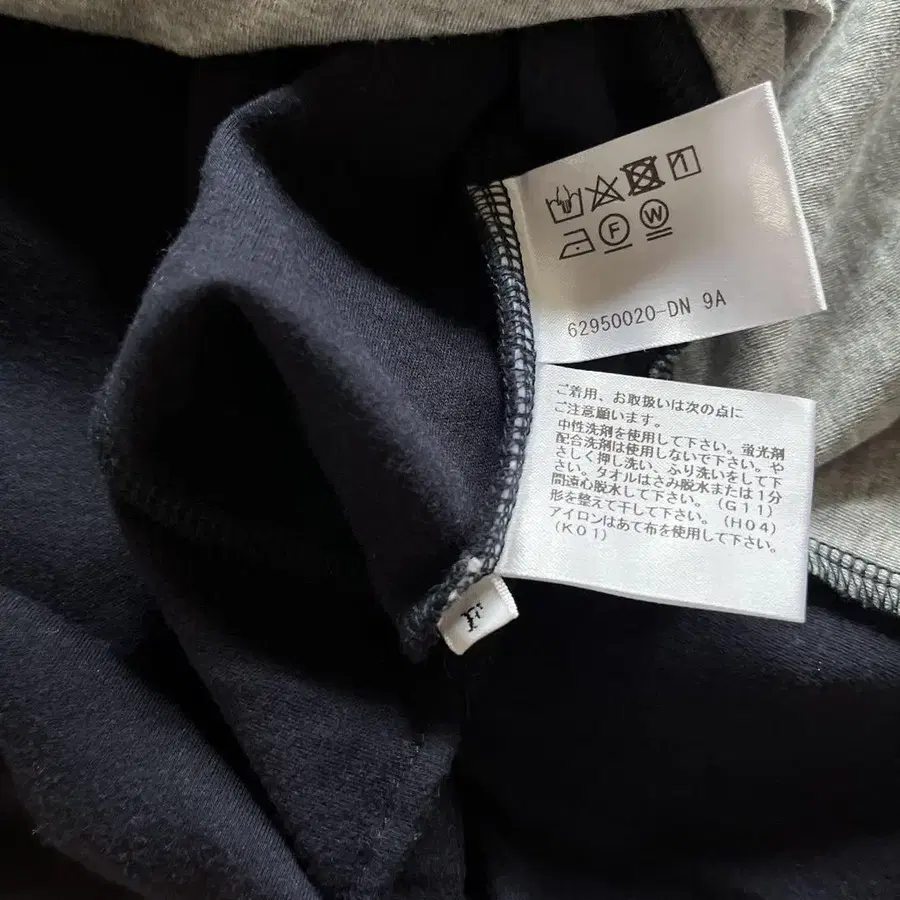 1
F W
62950020-DN 9A
ご着用、お取扱いは次の点に
ご注意願います。
中性洗剤を使用して下さい。蛍光剤
配合洗剤は使用しないで下さい。や
さしく押し洗い、ふり洗いをして下
さい。タオルはさみ脱水または1分
間遠心脱水して下さい。(G11)
形を整えて干して下さい。(H04)
アイロンはあて布を使用して下さい。
(K01)
F